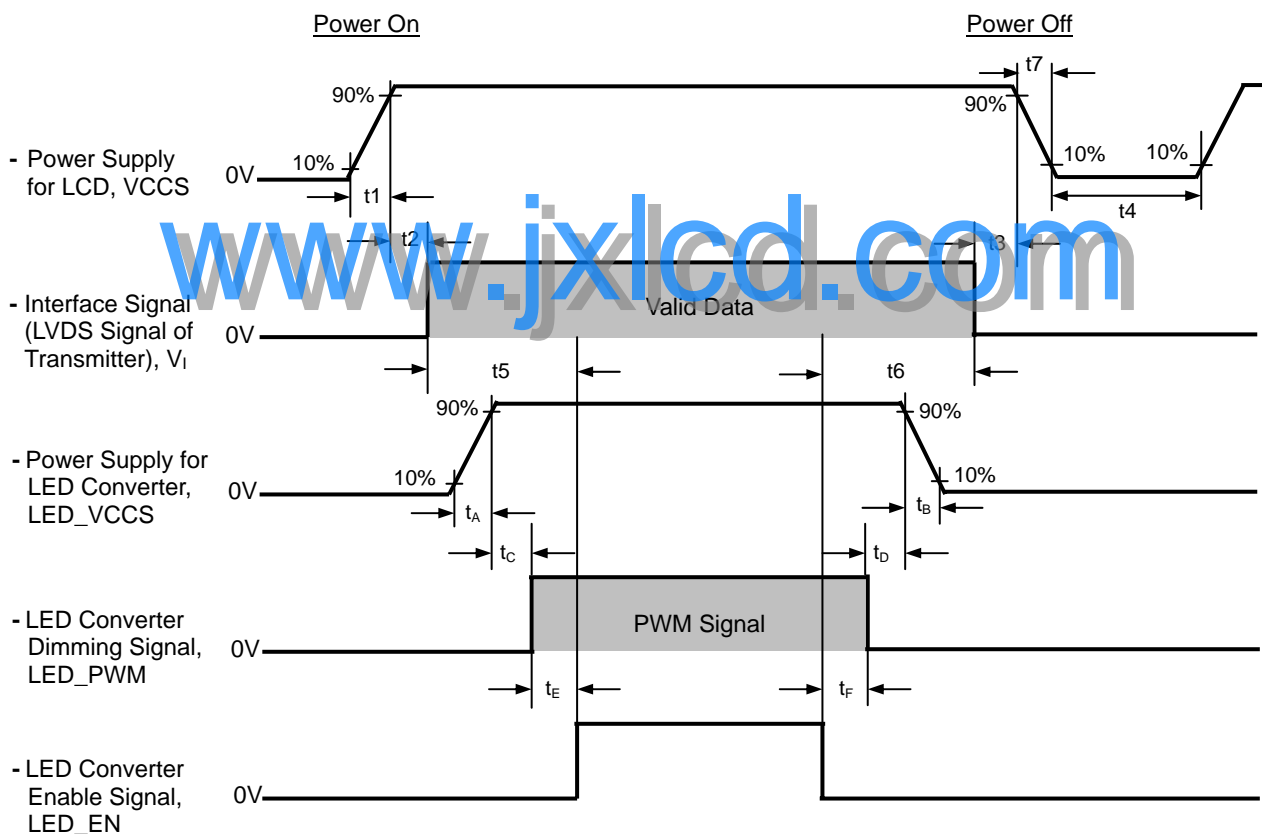 Power On
Power Off
t7
90%
90%
- Power Supply
for LCD, VCCS
0V
10%
10%
10%
t1
t4
www.jxlcd.com
t2
t3
- Interface Signal
(LVDS Signal of
Transmitter), VI
0V
Valid Data
t5
t6
90%
90%
- Power Supply for
LED Converter,
LED_VCCS
0V
10%
10%
tA
tB
tC
tD
- LED Converter
Dimming Signal,
LED_PWM
0V
PWM Signal
tE
tF
- LED Converter
Enable Signal,
LED_EN
0V